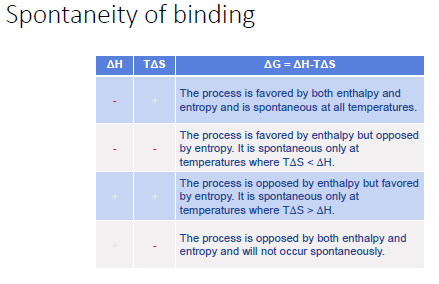 Spontaneity of binding
ΔH TΔS ΔG = ΔH-TΔS
The process is favored by both enthalpy and
- + entropy and is spontaneous at all temperatures.
The process is favored by enthalpy but opposed
- - by entropy. It is spontaneous only at
temperatures where TΔS < ΔH.
The process is opposed by enthalpy but favored
+ + by entropy. It is spontaneous only at
temperatures where TΔS > ΔH.
The process is opposed by both enthalpy and
+ - entropy and will not occur spontaneously.